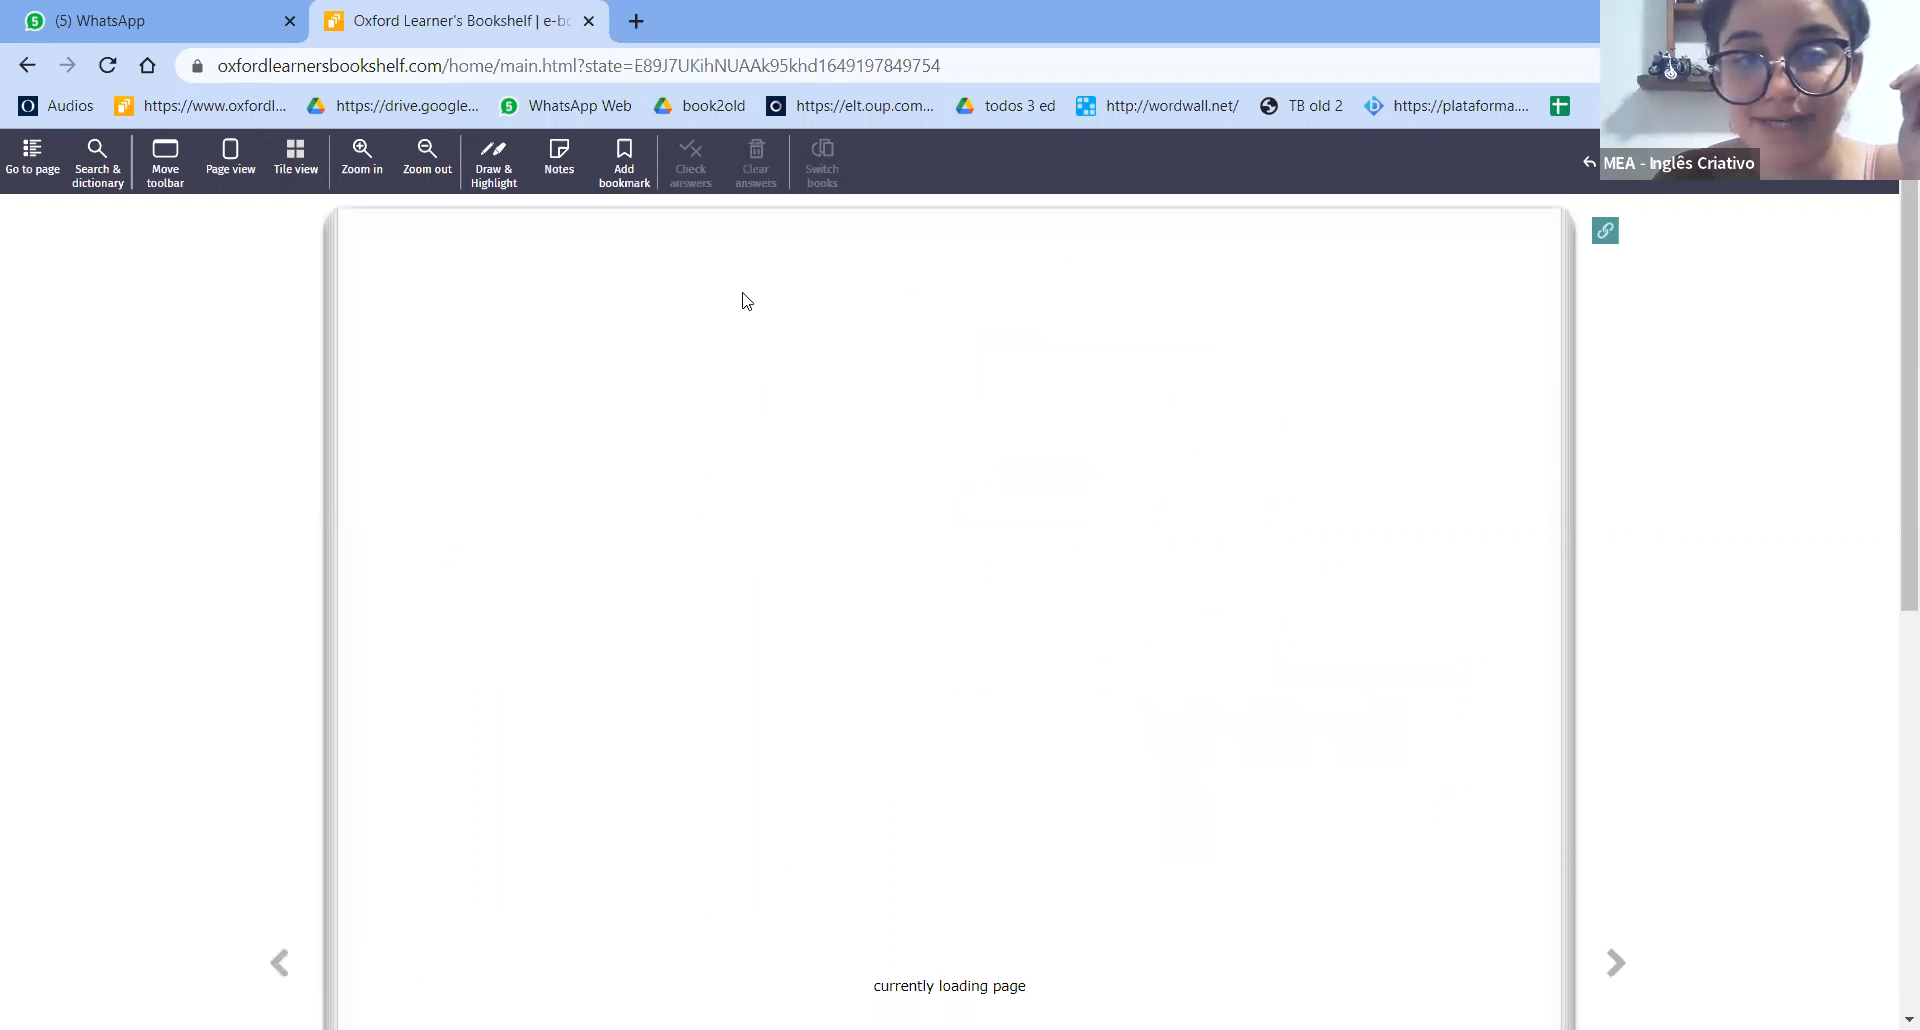 5 (5) WhatsApp
Oxford Learner's Bookshelf | e-bo
oxfordlearnersbookshelf.com/home/main.html?state=E89J7UKihNUAAk95khd1649197849754
Audios https://www.oxfordl... https://drive.google... 5 WhatsApp Web book2old https://elt.oup.com... todos 3 ed http://wordwall.net/ TB old 2 https://plataforma....
Go to page
Search & dictionary
Move toolbar
Page view
Tile view
Zoom in
Zoom out
Draw & Highlight
Notes
Add bookmark
Check answers
Clear answers
Switch books
MEA - Inglês Criativo
currently loading page